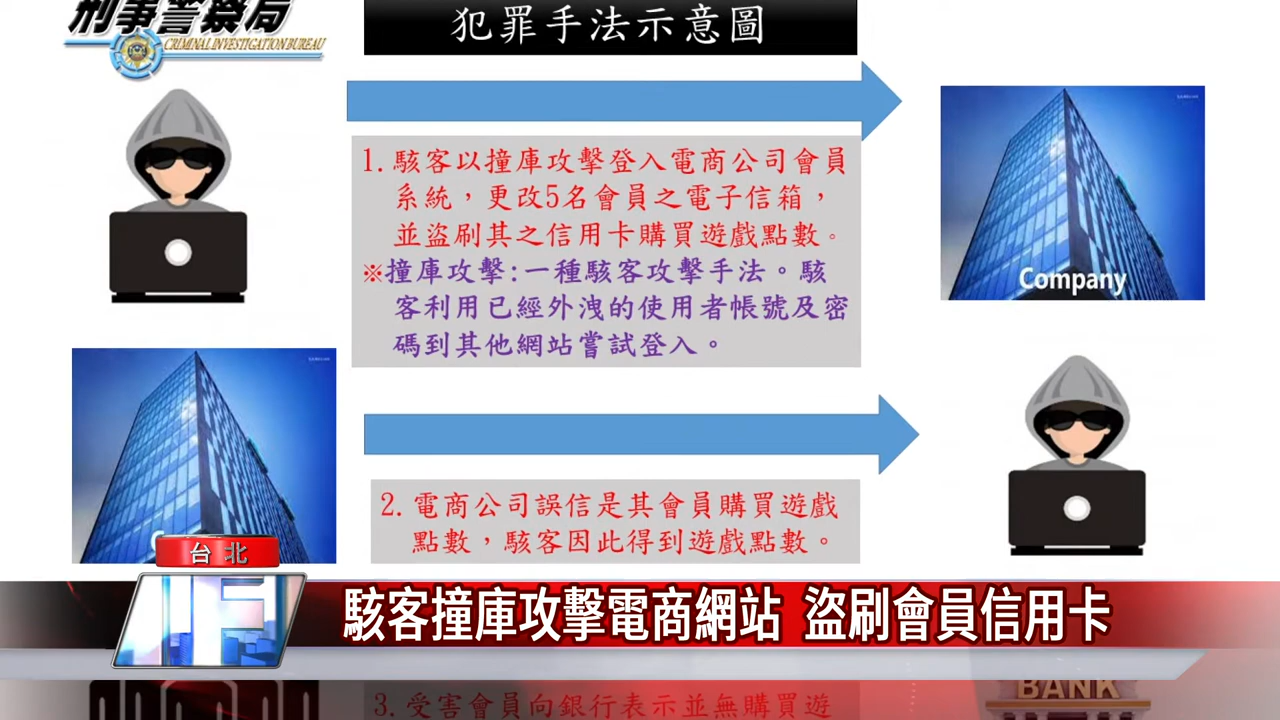 刑事警察局
CRIMINAL INVESTIGATION BUREAU
犯罪手法示意圖
1.駭客以撞庫攻擊登入電商公司會員
系統，更改5名會員之電子信箱，
並盜刷其之信用卡購買遊戲點數。
※撞庫攻擊:一種駭客攻擊手法。駭
客利用已經外洩的使用者帳號及密
碼到其他網站嘗試登入。
Company
2.電商公司誤信是其會員購買遊戲
點數，駭客因此得到遊戲點數。
台北
駭客撞庫攻擊電商網站 盜刷會員信用卡
3.受害會員向銀行表示並無購買遊
BANK